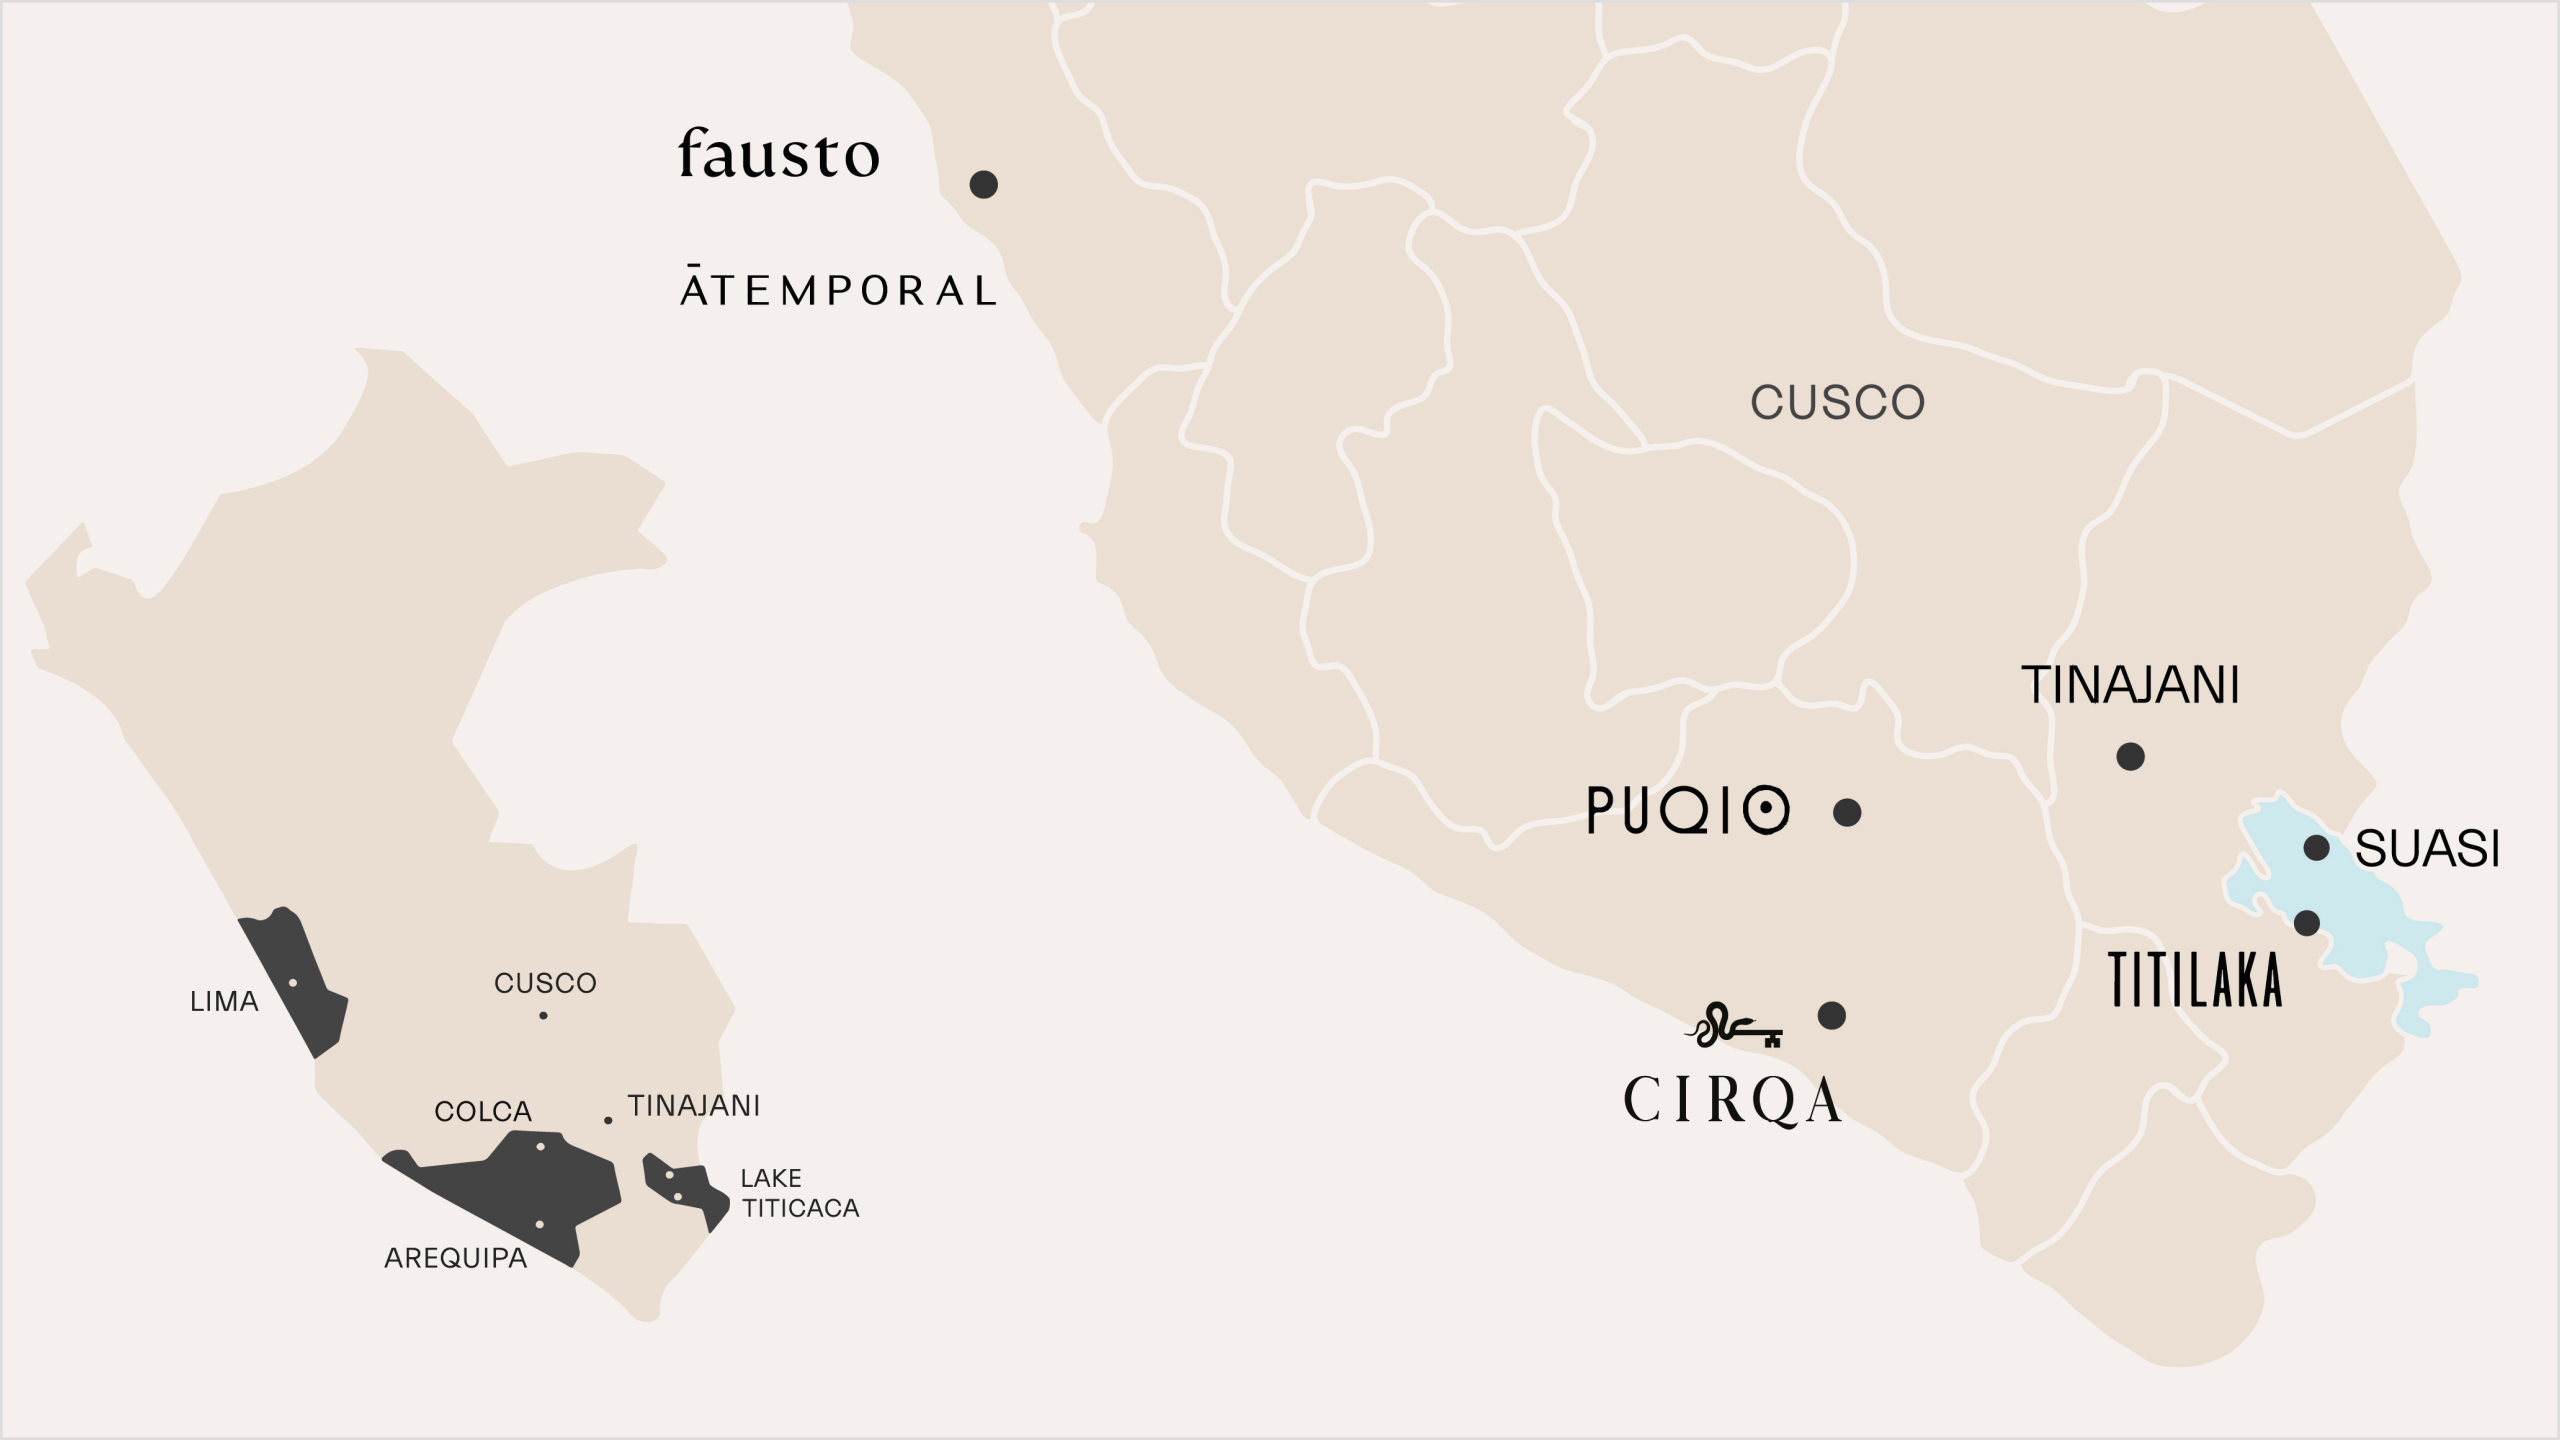 fausto
ĀTEMPORAL
CUSCO
TINAJANI
PUQIO
SUASI
TITILAKA
CIRQA
LIMA
CUSCO
COLCA
TINAJANI
LAKE
TITICACA
AREQUIPA